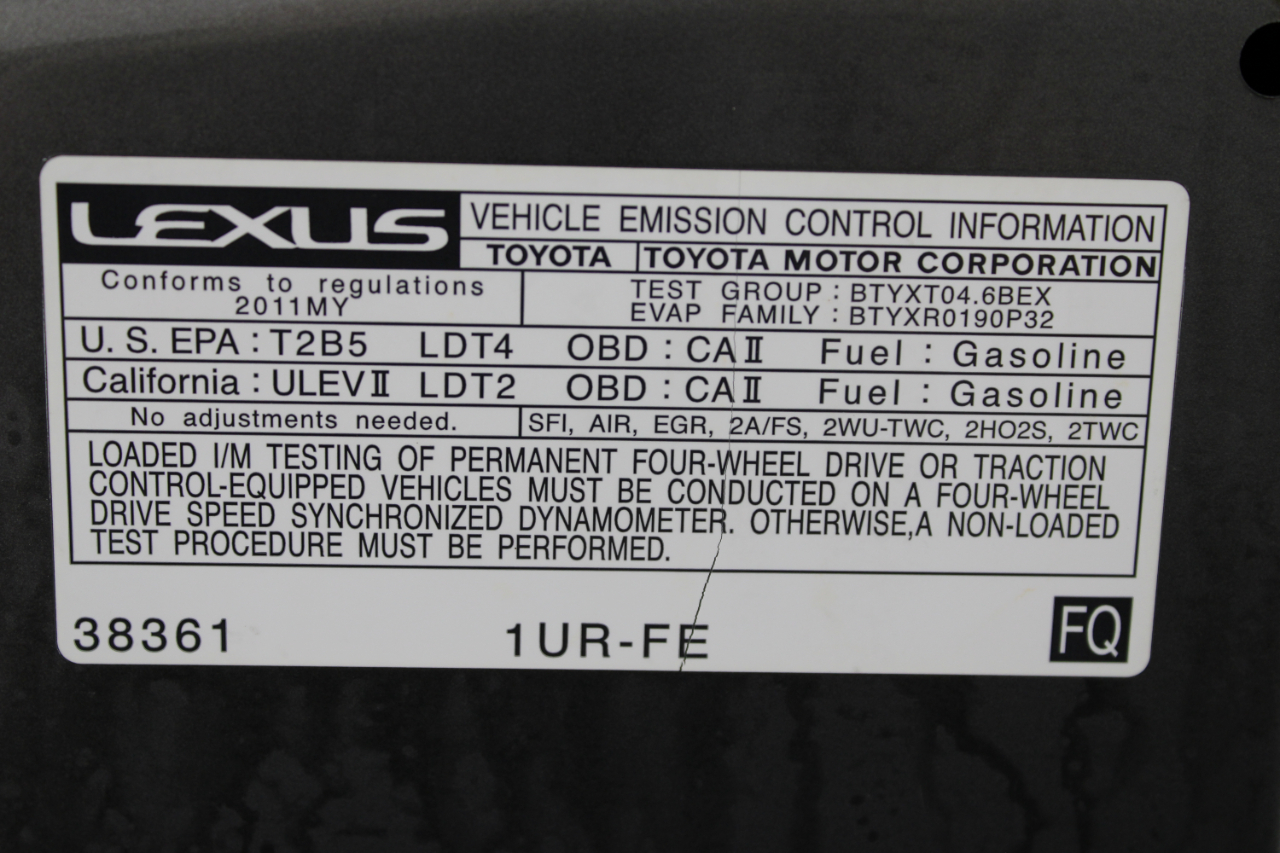 LEXUS
VEHICLE EMISSION CONTROL INFORMATION
TOYOTA TOYOTA MOTOR CORPORATION
Conforms to regulations
2011MY
TEST GROUP : BTYXT04.6BEX
EVAP FAMILY : BTYXR0190P32
U. S. EPA : T2B5 LDT4 OBD : CAⅡ Fuel : Gasoline
California : ULEVⅡ LDT2 OBD : CAⅡ Fuel : Gasoline
No adjustments needed.
SFI, AIR, EGR, 2A/FS, 2WU-TWC, 2HO2S, 2TWC
LOADED I/M TESTING OF PERMANENT FOUR-WHEEL DRIVE OR TRACTION
CONTROL-EQUIPPED VEHICLES MUST BE CONDUCTED ON A FOUR-WHEEL
DRIVE SPEED SYNCHRONIZED DYNAMOMETER. OTHERWISE,A NON-LOADED
TEST PROCEDURE MUST BE PERFORMED.
38361 1UR-FE FQ